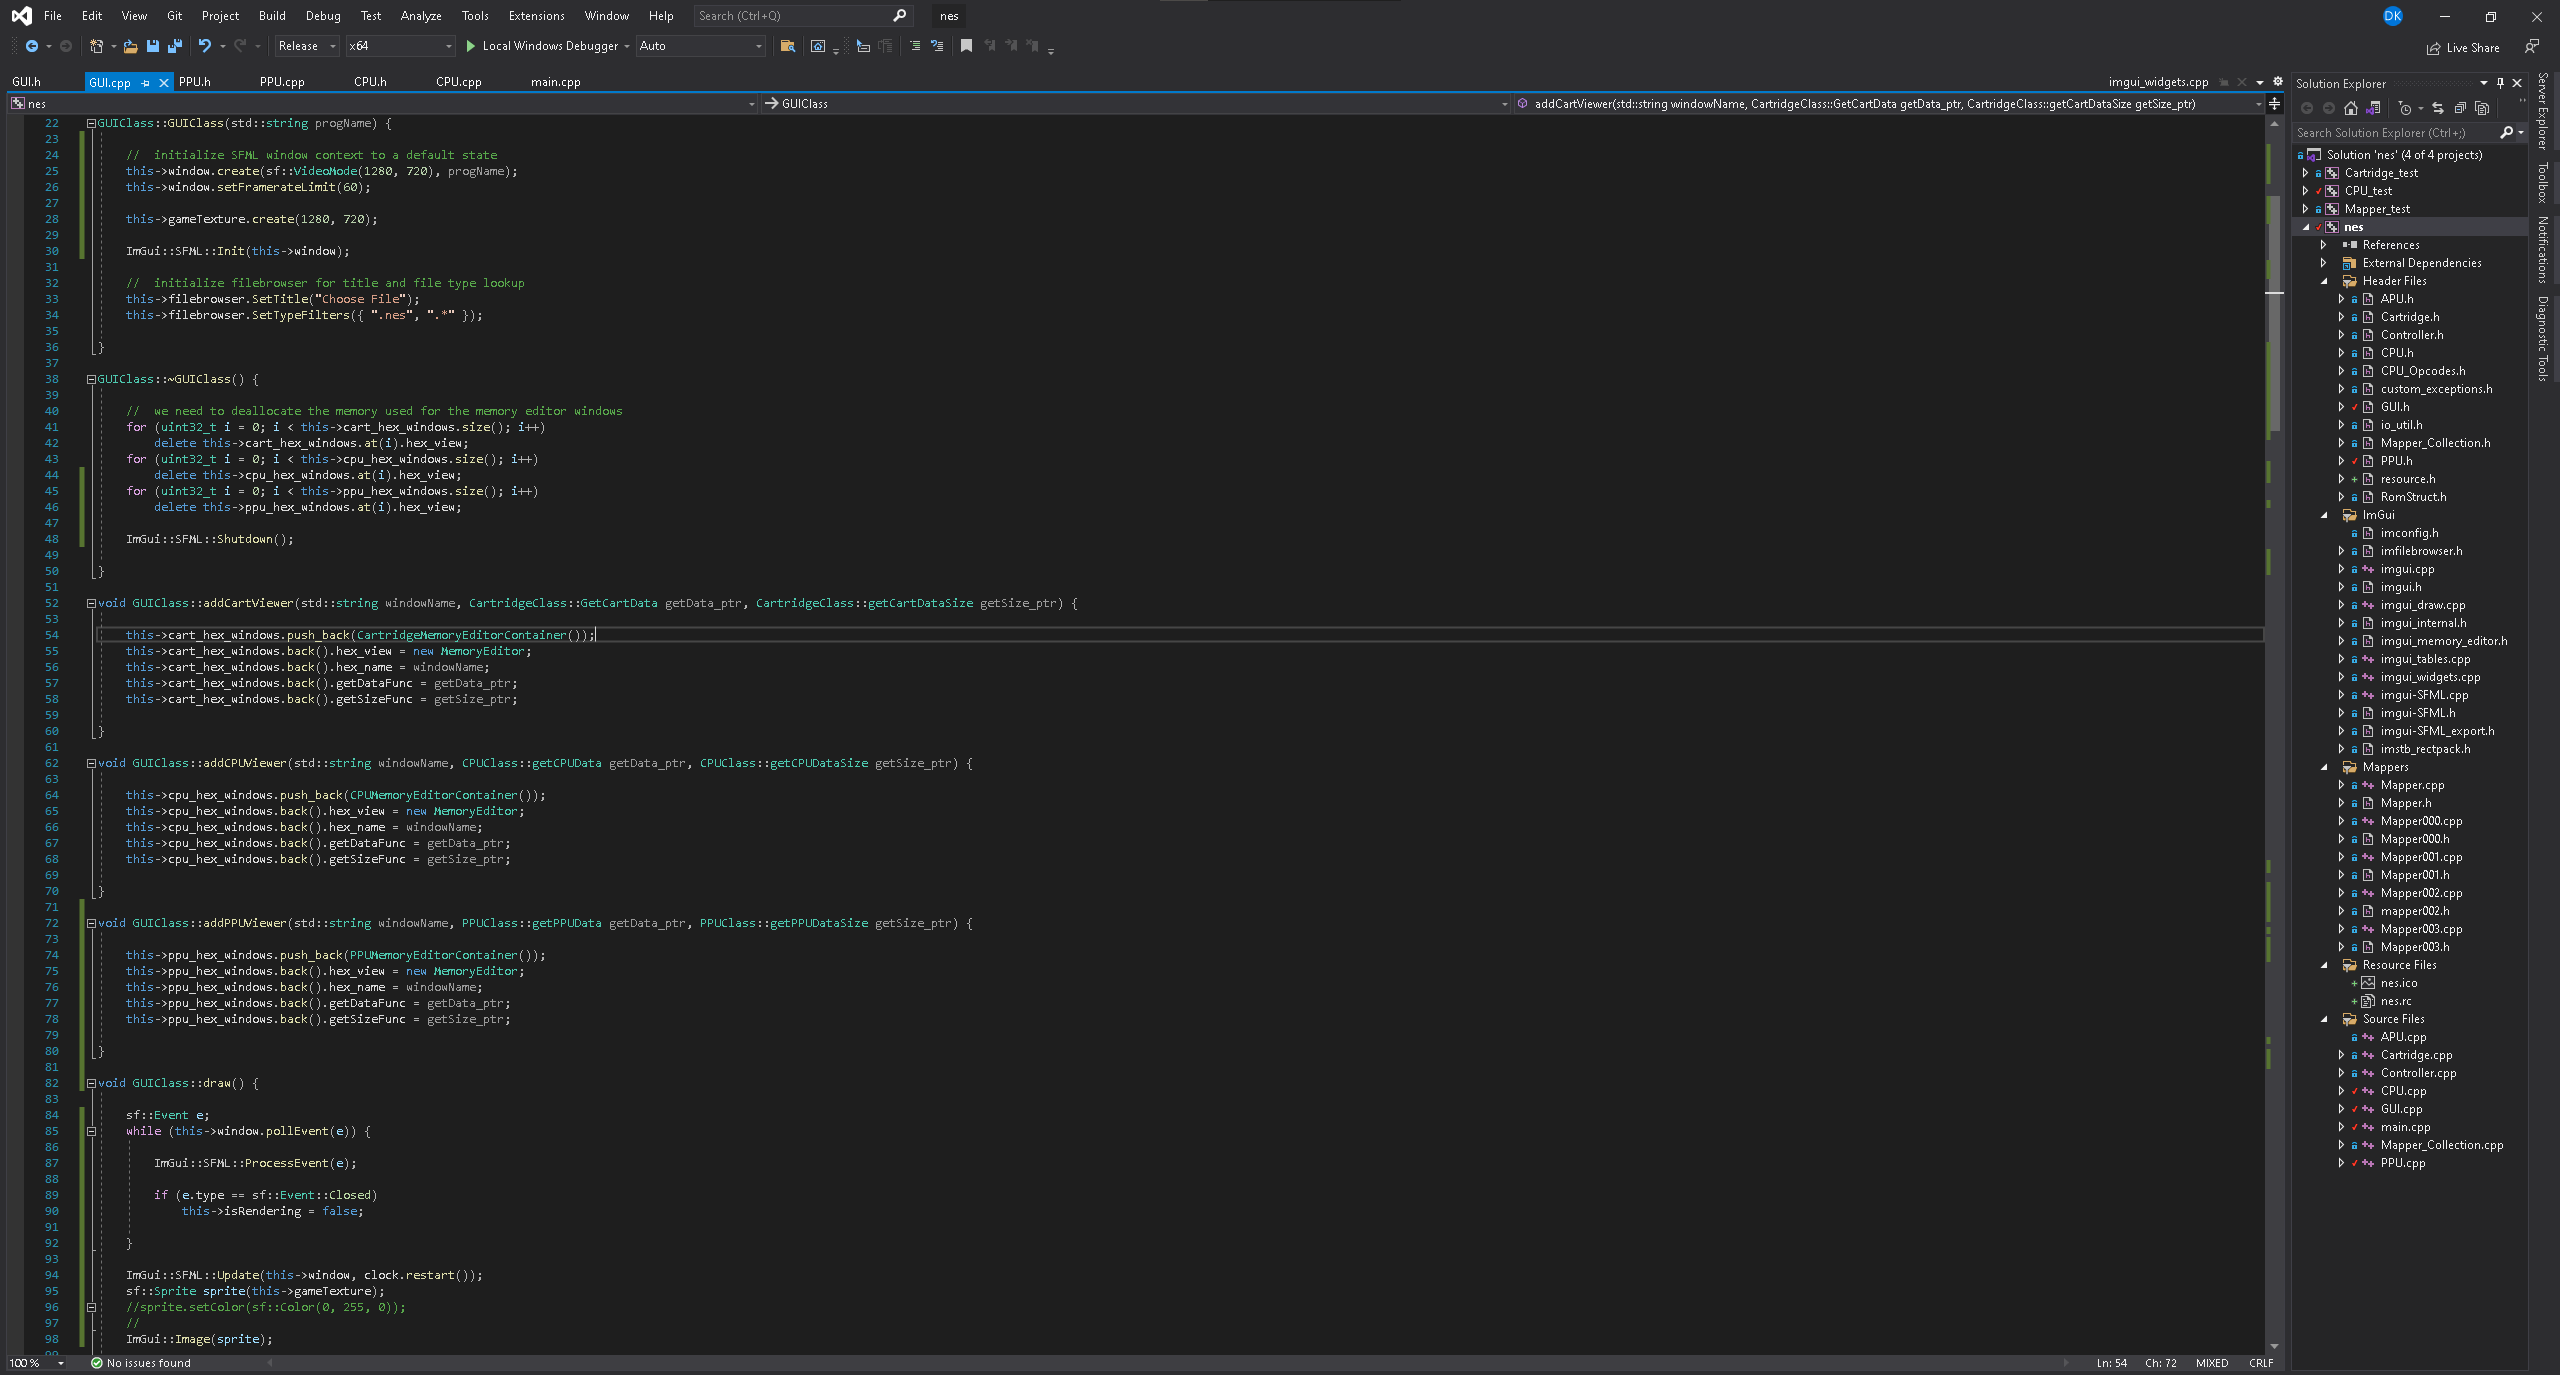 File Edit View Git Project Build Debug Test Analyze Tools Extensions Window Help Search (Ctrl+Q) nes DK
Release x64 Local Windows Debugger Auto Live Share
GUI.h GUI.cpp PPU.h PPU.cpp CPU.h CPU.cpp main.cpp imgui_widgets.cpp
nes GUIClass addCartViewer(std::string windowName, CartridgeClass::GetCartData getData_ptr, CartridgeClass::getCartDataSize getSize_ptr)
22 GUIClass::GUIClass(std::string progName) {
23
24 // initialize SFML window context to a default state
25 this->window.create(sf::VideoMode(1280, 720), progName);
26 this->window.setFramerateLimit(60);
27
28 this->gameTexture.create(1280, 720);
29
30 ImGui::SFML::Init(this->window);
31
32 // initialize filebrowser for title and file type lookup
33 this->filebrowser.SetTitle("Choose File");
34 this->filebrowser.SetTypeFilters({ ".nes", ".*" });
35
36 }
37
38 GUIClass::~GUIClass() {
39
40 // we need to deallocate the memory used for the memory editor windows
41 for (uint32_t i = 0; i < this->cart_hex_windows.size(); i++)
42 delete this->cart_hex_windows.at(i).hex_view;
43 for (uint32_t i = 0; i < this->cpu_hex_windows.size(); i++)
44 delete this->cpu_hex_windows.at(i).hex_view;
45 for (uint32_t i = 0; i < this->ppu_hex_windows.size(); i++)
46 delete this->ppu_hex_windows.at(i).hex_view;
47
48 ImGui::SFML::Shutdown();
49
50 }
51
52 void GUIClass::addCartViewer(std::string windowName, CartridgeClass::GetCartData getData_ptr, CartridgeClass::getCartDataSize getSize_ptr) {
53
54 this->cart_hex_windows.push_back(CartridgeMemoryEditorContainer());
55 this->cart_hex_windows.back().hex_view = new MemoryEditor;
56 this->cart_hex_windows.back().hex_name = windowName;
57 this->cart_hex_windows.back().getDataFunc = getData_ptr;
58 this->cart_hex_windows.back().getSizeFunc = getSize_ptr;
59
60 }
61
62 void GUIClass::addCPUViewer(std::string windowName, CPUClass::getCPUData getData_ptr, CPUClass::getCPUDataSize getSize_ptr) {
63
64 this->cpu_hex_windows.push_back(CPUMemoryEditorContainer());
65 this->cpu_hex_windows.back().hex_view = new MemoryEditor;
66 this->cpu_hex_windows.back().hex_name = windowName;
67 this->cpu_hex_windows.back().getDataFunc = getData_ptr;
68 this->cpu_hex_windows.back().getSizeFunc = getSize_ptr;
69
70 }
71
72 void GUIClass::addPPUViewer(std::string windowName, PPUClass::getPPUData getData_ptr, PPUClass::getPPUDataSize getSize_ptr) {
73
74 this->ppu_hex_windows.push_back(PPUMemoryEditorContainer());
75 this->ppu_hex_windows.back().hex_view = new MemoryEditor;
76 this->ppu_hex_windows.back().hex_name = windowName;
77 this->ppu_hex_windows.back().getDataFunc = getData_ptr;
78 this->ppu_hex_windows.back().getSizeFunc = getSize_ptr;
79
80 }
81
82 void GUIClass::draw() {
83
84 sf::Event e;
85 while (this->window.pollEvent(e)) {
86
87 ImGui::SFML::ProcessEvent(e);
88
89 if (e.type == sf::Event::Closed)
90 this->isRendering = false;
91
92 }
93
94 ImGui::SFML::Update(this->window, clock.restart());
95 sf::Sprite sprite(this->gameTexture);
96 //sprite.setColor(sf::Color(0, 255, 0));
97 //
98 ImGui::Image(sprite);
99
100 % No issues found Ln: 54 Ch: 72 MIXED CRLF
Solution Explorer
Search Solution Explorer (Ctrl+;)
Solution 'nes' (4 of 4 projects)
Cartridge_test
CPU_test
Mapper_test
nes
References
External Dependencies
Header Files
APU.h
Cartridge.h
Controller.h
CPU.h
CPU_Opcodes.h
custom_exceptions.h
GUI.h
io_util.h
Mapper_Collection.h
PPU.h
resource.h
RomStruct.h
ImGui
imconfig.h
imfilebrowser.h
imgui.cpp
imgui.h
imgui_draw.cpp
imgui_internal.h
imgui_memory_editor.h
imgui_tables.cpp
imgui_widgets.cpp
imgui-SFML.cpp
imgui-SFML.h
imgui-SFML_export.h
imstb_rectpack.h
Mappers
Mapper.cpp
Mapper.h
Mapper000.cpp
Mapper000.h
Mapper001.cpp
Mapper001.h
Mapper002.cpp
mapper002.h
Mapper003.cpp
Mapper003.h
Resource Files
nes.ico
nes.rc
Source Files
APU.cpp
Cartridge.cpp
Controller.cpp
CPU.cpp
GUI.cpp
main.cpp
Mapper_Collection.cpp
PPU.cpp
Server Explorer
Toolbox
Notifications
Diagnostic Tools